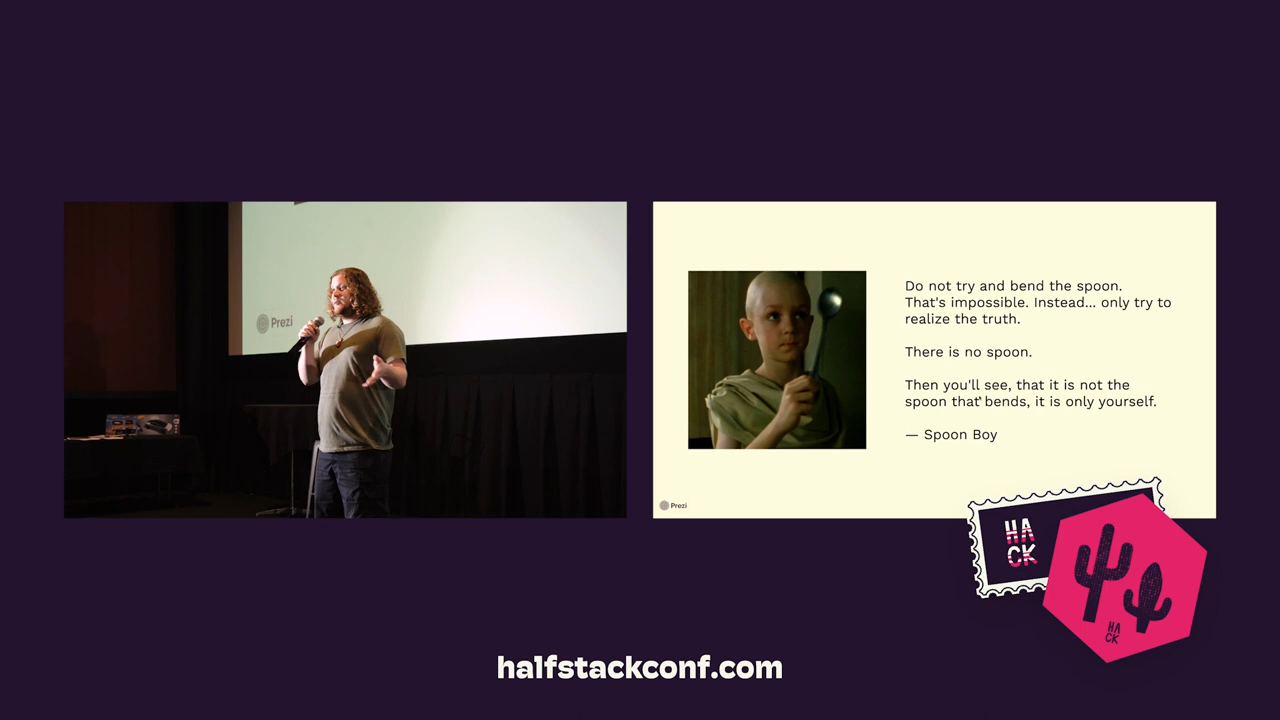 Prezi
Do not try and bend the spoon.
That's impossible. Instead... only try to
realize the truth.
There is no spoon.
Then you'll see, that it is not the
spoon that bends, it is only yourself.
— Spoon Boy
Prezi
HA
CK
HA
CK
halfstackconf.com